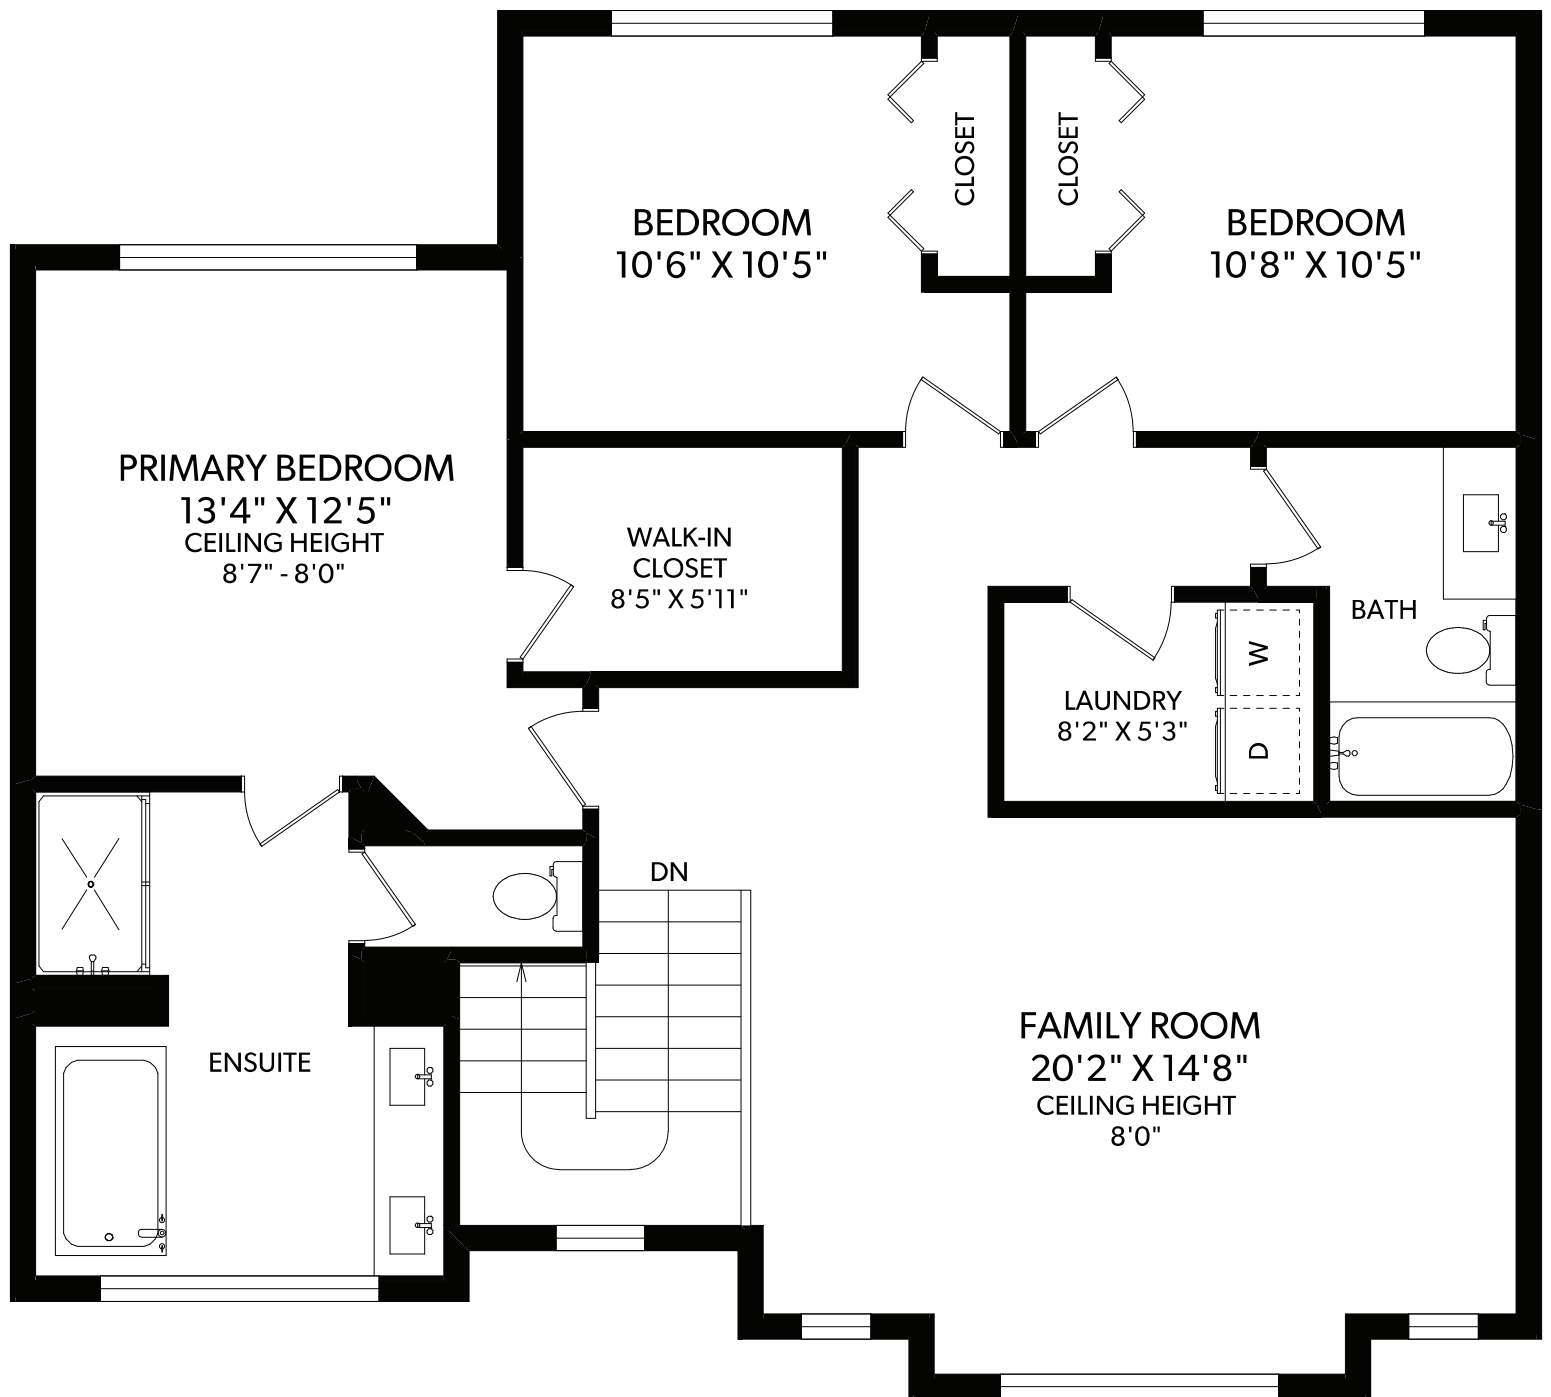 CLOSET
CLOSET
BEDROOM
10'6" X 10'5"
BEDROOM
10'8" X 10'5"
PRIMARY BEDROOM
13'4" X 12'5"
CEILING HEIGHT
8'7" - 8'0"
WALK-IN
CLOSET
8'5" X 5'11"
BATH
W
LAUNDRY
8'2" X 5'3"
D
DN
ENSUITE
FAMILY ROOM
20'2" X 14'8"
CEILING HEIGHT
8'0"